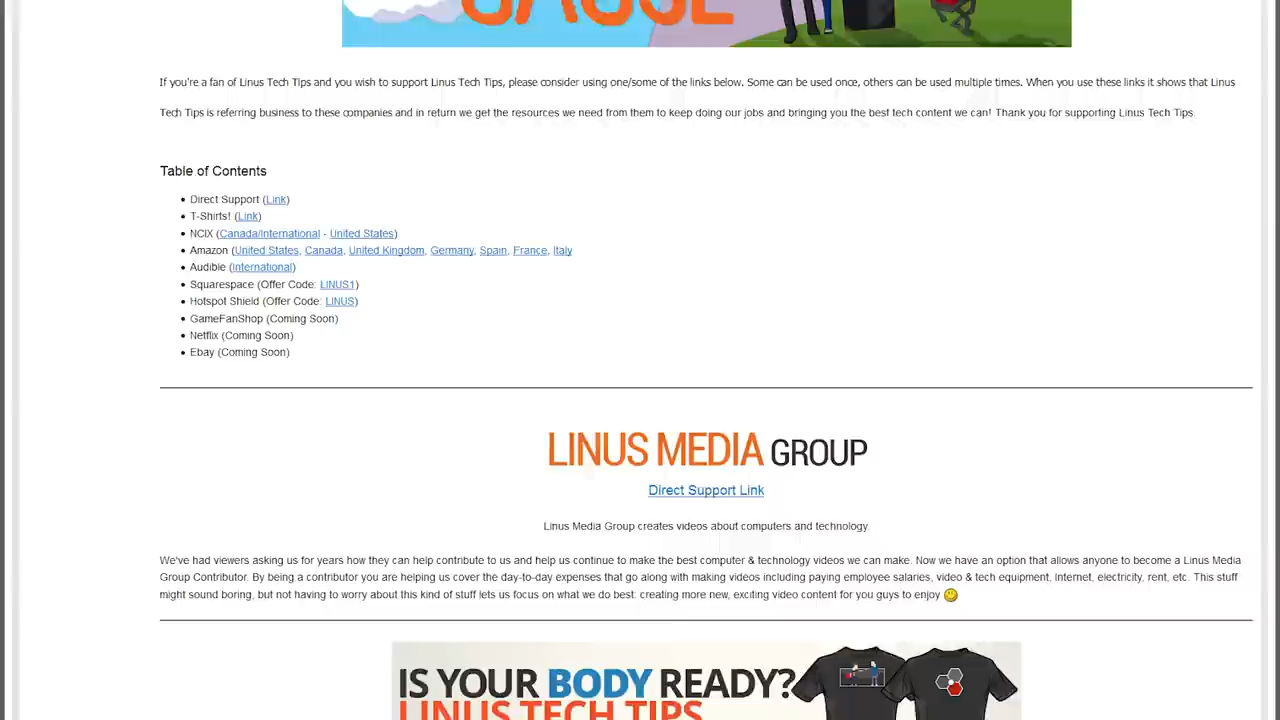 CAUSE
If you're a fan of Linus Tech Tips and you wish to support Linus Tech Tips, please consider using one/some of the links below. Some can be used once, others can be used multiple times. When you use these links it shows that Linus
Tech Tips is referring business to these companies and in return we get the resources we need from them to keep doing our jobs and bringing you the best tech content we can! Thank you for supporting Linus Tech Tips.
Table of Contents
• Direct Support (Link)
• T-Shirts! (Link)
• NCIX (Canada/International - United States)
• Amazon (United States, Canada, United Kingdom, Germany, Spain, France, Italy
• Audible (International)
• Squarespace (Offer Code: LINUS1)
• Hotspot Shield (Offer Code: LINUS)
• GameFanShop (Coming Soon)
• Netflix (Coming Soon)
• Ebay (Coming Soon)
LINUS MEDIA GROUP
Direct Support Link
Linus Media Group creates videos about computers and technology.
We've had viewers asking us for years how they can help contribute to us and help us continue to make the best computer & technology videos we can make. Now we have an option that allows anyone to become a Linus Media
Group Contributor. By being a contributor you are helping us cover the day-to-day expenses that go along with making videos including paying employee salaries, video & tech equipment, Internet, electricity, rent, etc. This stuff
might sound boring, but not having to worry about this kind of stuff lets us focus on what we do best: creating more new, exciting video content for you guys to enjoy
IS YOUR BODY READY?
LINUS TECH TIPS